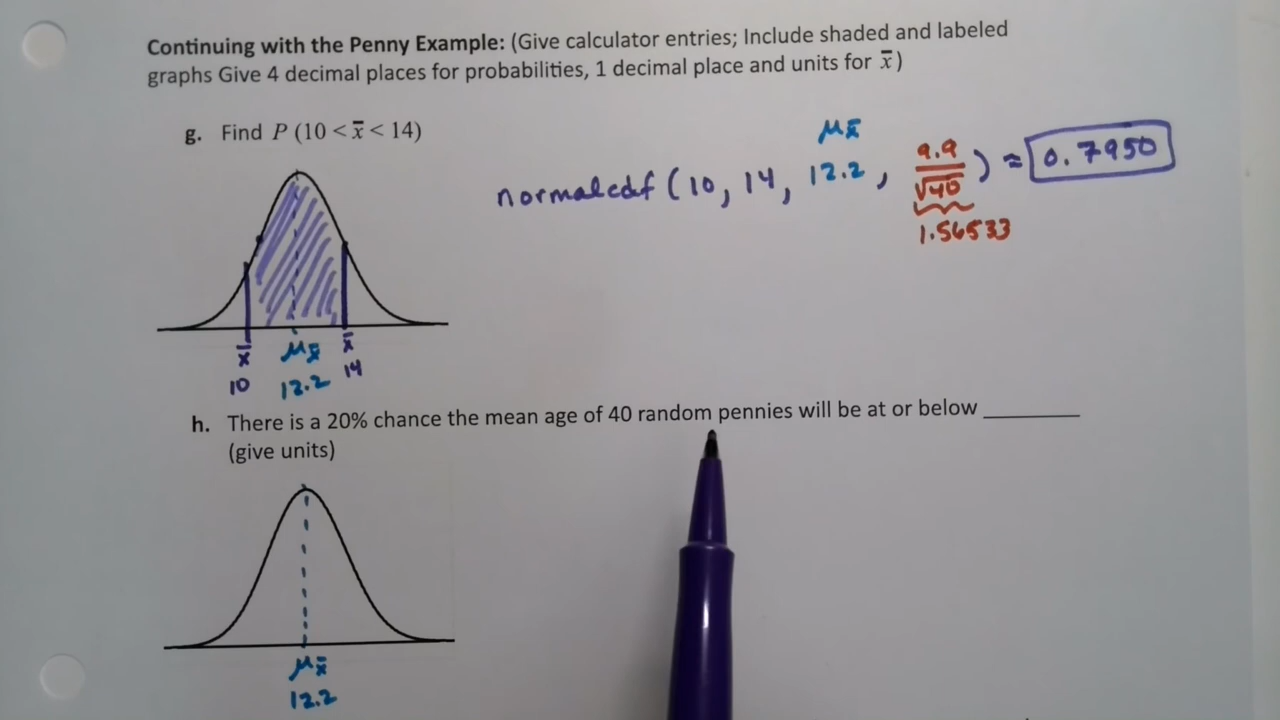 Continuing with the Penny Example: (Give calculator entries; Include shaded and labeled
graphs Give 4 decimal places for probabilities, 1 decimal place and units for x̄)
g. Find P (10 < x̄ < 14)
normalcdf (10, 14, 12.2, 9.9/√40) ≈ 0.7950
μx̄
1.56533
x̄ μx̄ x̄
10 12.2 14
h. There is a 20% chance the mean age of 40 random pennies will be at or below ________
(give units)
μx̄
12.2